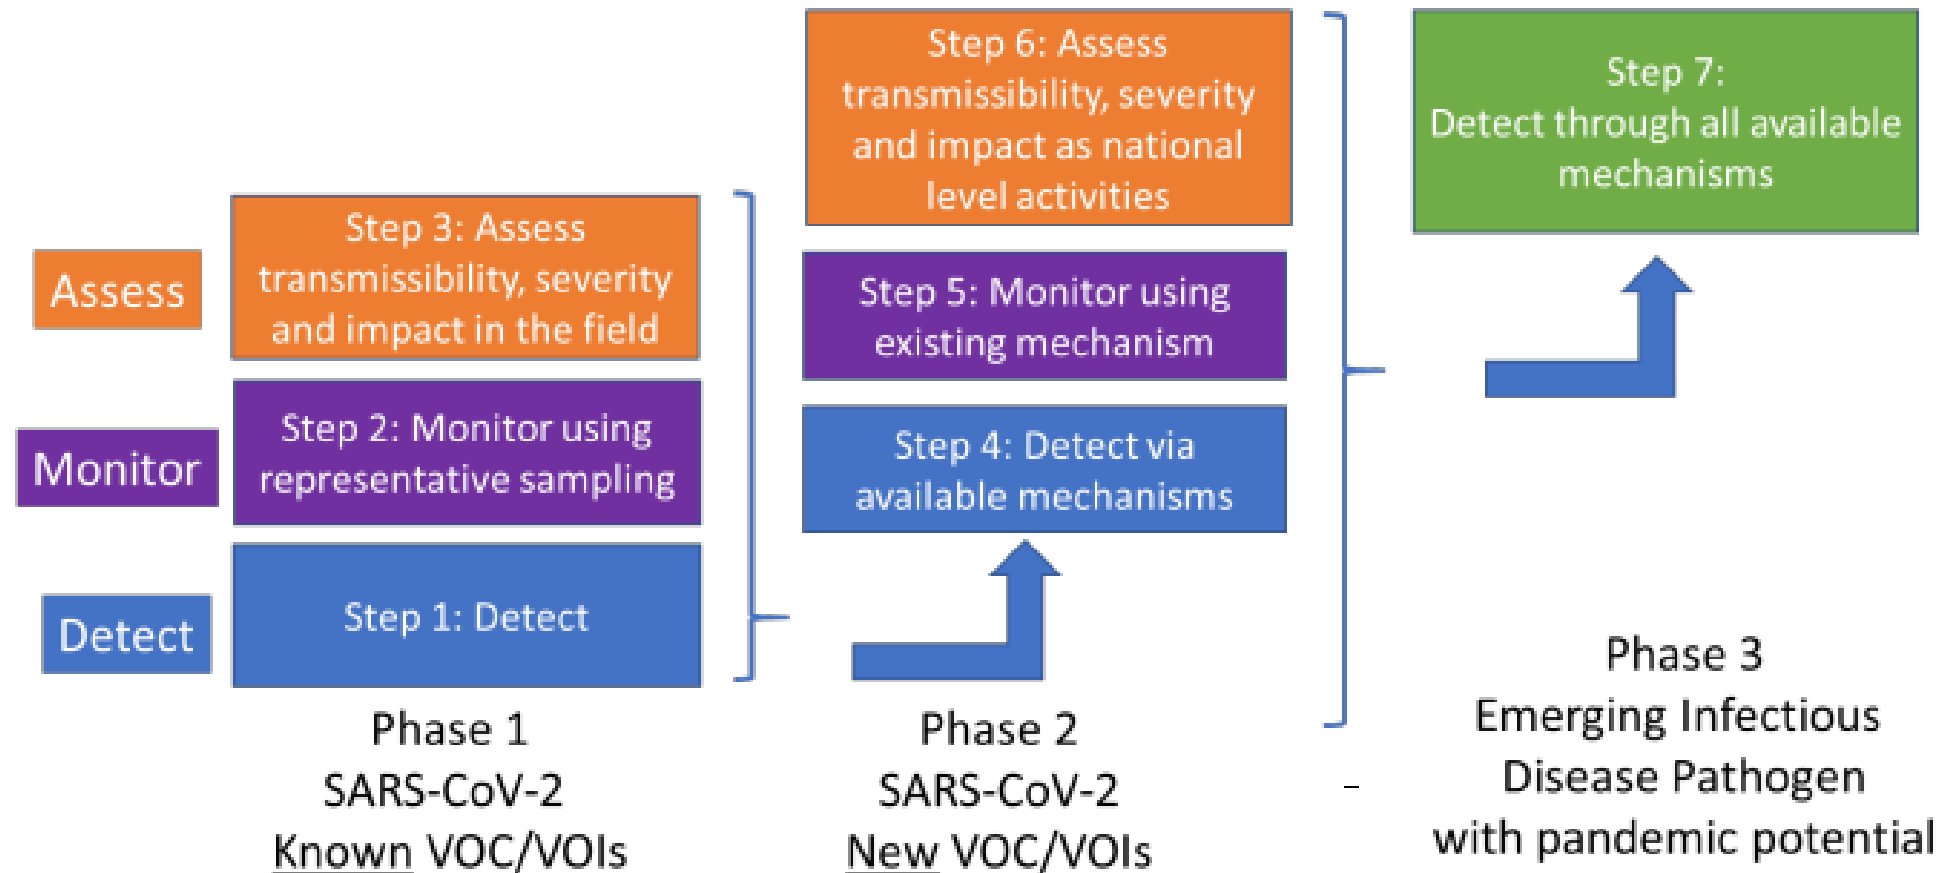 Assess
Monitor
Detect
Step 3: Assess
transmissibility, severity
and impact in the field
Step 2: Monitor using
representative sampling
Step 1: Detect
Phase 1
SARS-CoV-2
Known VOC/VOIs
Step 6: Assess
transmissibility, severity
and impact as national
level activities
Step 5: Monitor using
existing mechanism
Step 4: Detect via
available mechanisms
Phase 2
SARS-CoV-2
New VOC/VOIs
Step 7:
Detect through all available
mechanisms
Phase 3
Emerging Infectious
Disease Pathogen
with pandemic potential